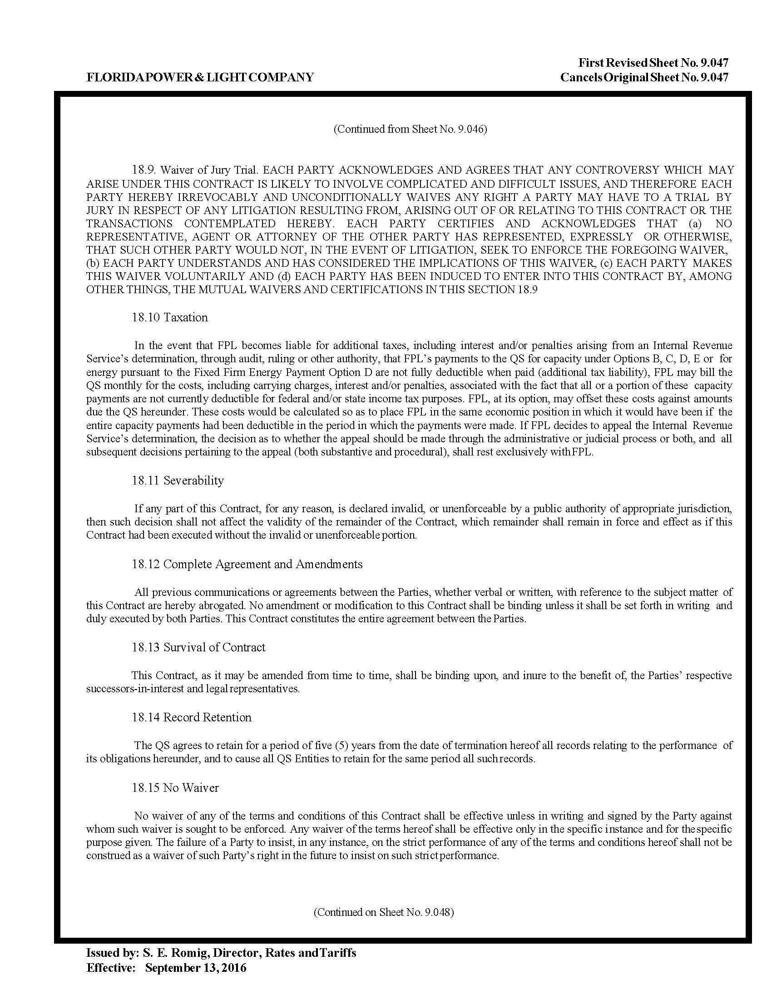 First Revised Sheet No. 9.047
FLORIDA POWER & LIGHT COMPANY Cancels Original Sheet No. 9.047
(Continued from Sheet No. 9.046)
18.9. Waiver of Jury Trial. EACH PARTY ACKNOWLEDGES AND AGREES THAT ANY CONTROVERSY WHICH MAY
ARISE UNDER THIS CONTRACT IS LIKELY TO INVOLVE COMPLICATED AND DIFFICULT ISSUES, AND THEREFORE EACH
PARTY HEREBY IRREVOCABLY AND UNCONDITIONALLY WAIVES ANY RIGHT A PARTY MAY HAVE TO A TRIAL BY
JURY IN RESPECT OF ANY LITIGATION RESULTING FROM, ARISING OUT OF OR RELATING TO THIS CONTRACT OR THE
TRANSACTIONS CONTEMPLATED HEREBY. EACH PARTY CERTIFIES AND ACKNOWLEDGES THAT (a) NO
REPRESENTATIVE, AGENT OR ATTORNEY OF THE OTHER PARTY HAS REPRESENTED, EXPRESSLY OR OTHERWISE,
THAT SUCH OTHER PARTY WOULD NOT, IN THE EVENT OF LITIGATION, SEEK TO ENFORCE THE FOREGOING WAIVER,
(b) EACH PARTY UNDERSTANDS AND HAS CONSIDERED THE IMPLICATIONS OF THIS WAIVER, (c) EACH PARTY MAKES
THIS WAIVER VOLUNTARILY AND (d) EACH PARTY HAS BEEN INDUCED TO ENTER INTO THIS CONTRACT BY, AMONG
OTHER THINGS, THE MUTUAL WAIVERS AND CERTIFICATIONS IN THIS SECTION 18.9
18.10 Taxation
In the event that FPL becomes liable for additional taxes, including interest and/or penalties arising from an Internal Revenue
Service’s determination, through audit, ruling or other authority, that FPL’s payments to the QS for capacity under Options B, C, D, E or for
energy pursuant to the Fixed Firm Energy Payment Option D are not fully deductible when paid (additional tax liability), FPL may bill the
QS monthly for the costs, including carrying charges, interest and/or penalties, associated with the fact that all or a portion of these capacity
payments are not currently deductible for federal and/or state income tax purposes. FPL, at its option, may offset these costs against amounts
due the QS hereunder. These costs would be calculated so as to place FPL in the same economic position in which it would have been if the
entire capacity payments had been deductible in the period in which the payments were made. If FPL decides to appeal the Internal Revenue
Service’s determination, the decision as to whether the appeal should be made through the administrative or judicial process or both, and all
subsequent decisions pertaining to the appeal (both substantive and procedural), shall rest exclusively with FPL.
18.11 Severability
If any part of this Contract, for any reason, is declared invalid, or unenforceable by a public authority of appropriate jurisdiction,
then such decision shall not affect the validity of the remainder of the Contract, which remainder shall remain in force and effect as if this
Contract had been executed without the invalid or unenforceable portion.
18.12 Complete Agreement and Amendments
All previous communications or agreements between the Parties, whether verbal or written, with reference to the subject matter of
this Contract are hereby abrogated. No amendment or modification to this Contract shall be binding unless it shall be set forth in writing and
duly executed by both Parties. This Contract constitutes the entire agreement between the Parties.
18.13 Survival of Contract
This Contract, as it may be amended from time to time, shall be binding upon, and inure to the benefit of, the Parties’ respective
successors-in-interest and legal representatives.
18.14 Record Retention
The QS agrees to retain for a period of five (5) years from the date of termination hereof all records relating to the performance of
its obligations hereunder, and to cause all QS Entities to retain for the same period all such records.
18.15 No Waiver
No waiver of any of the terms and conditions of this Contract shall be effective unless in writing and signed by the Party against
whom such waiver is sought to be enforced. Any waiver of the terms hereof shall be effective only in the specific instance and for the specific
purpose given. The failure of a Party to insist, in any instance, on the strict performance of any of the terms and conditions hereof shall not be
construed as a waiver of such Party’s right in the future to insist on such strict performance.
(Continued on Sheet No. 9.048)
Issued by: S. E. Romig, Director, Rates and Tariffs
Effective: September 13, 2016